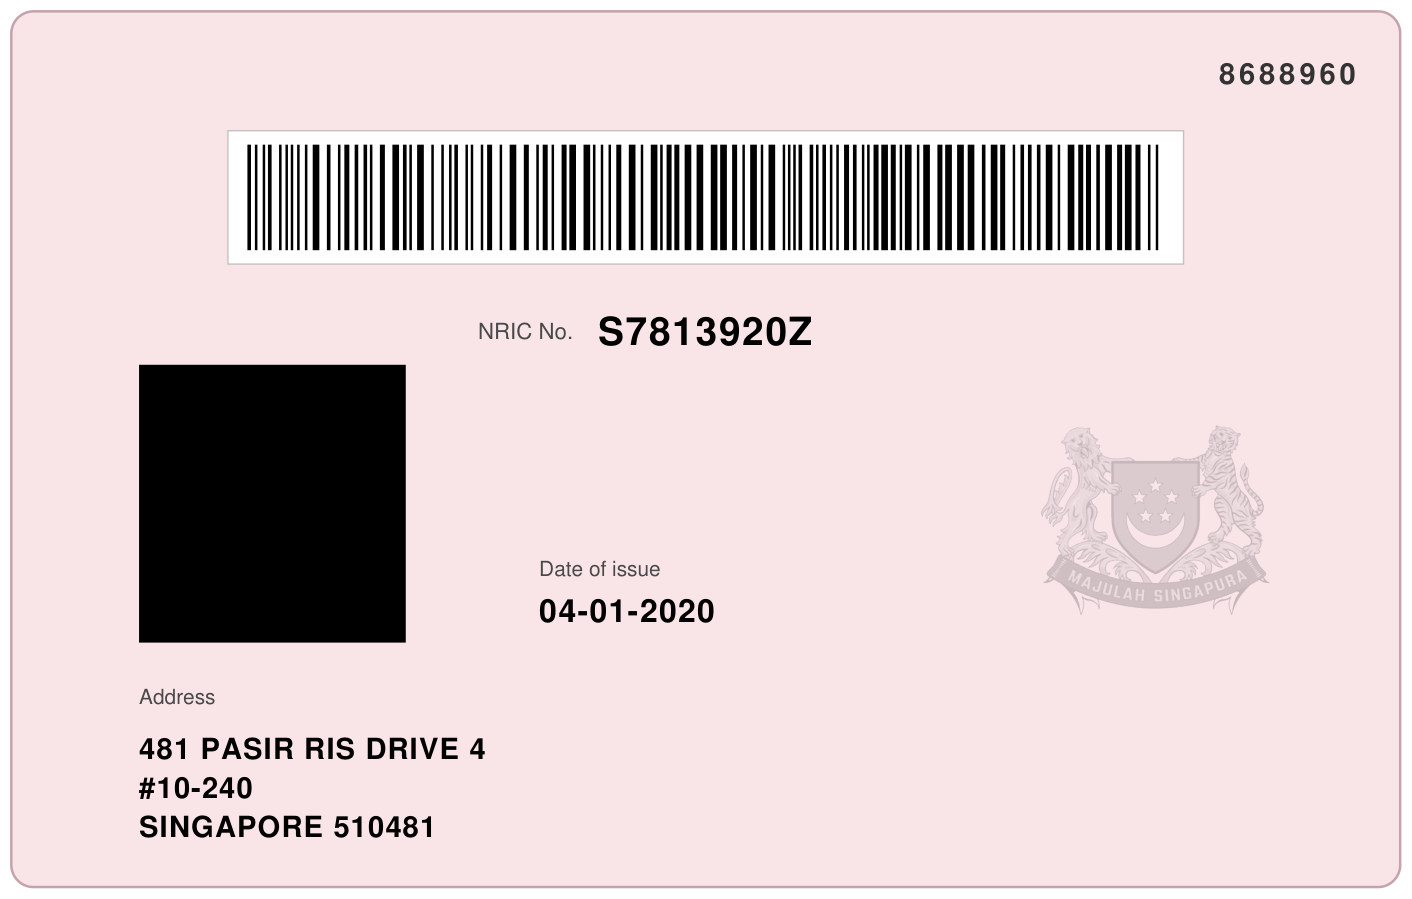 8688960
NRIC No. S7813920Z
Date of issue
04-01-2020
MAJULAH SINGAPURA
Address
481 PASIR RIS DRIVE 4
#10-240
SINGAPORE 510481